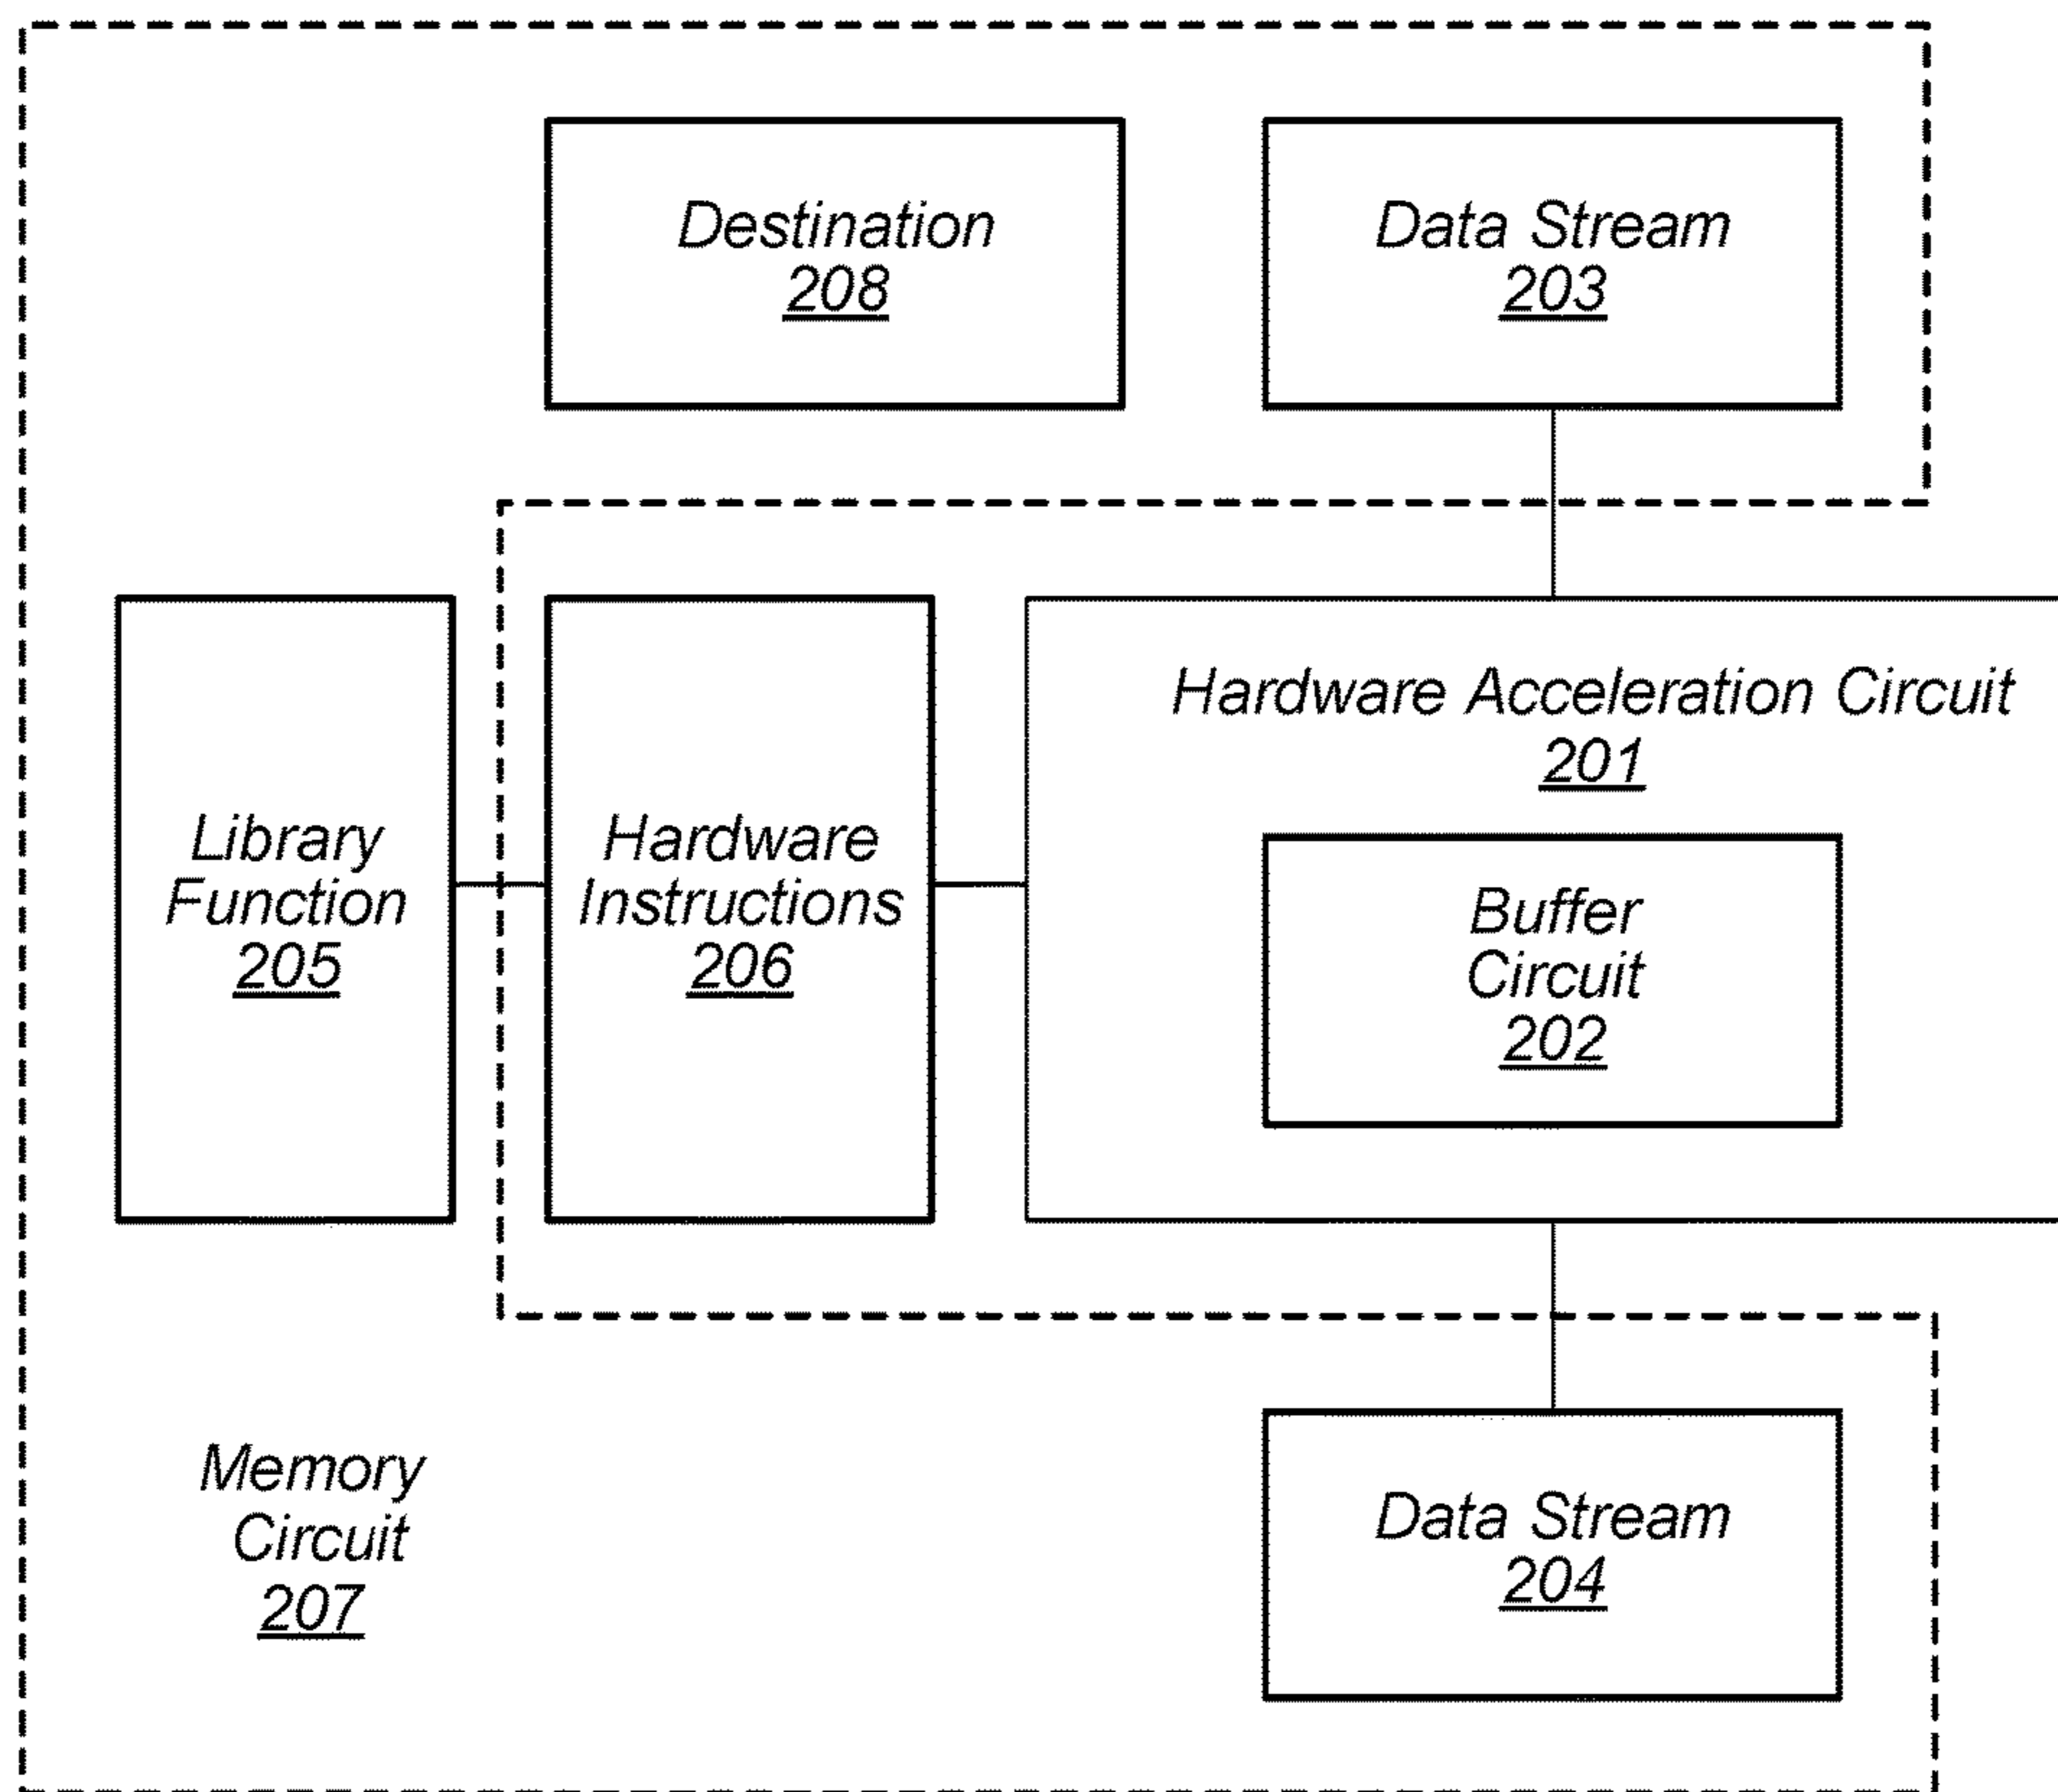 Destination
208
Data Stream
203
Hardware Acceleration Circuit
201
Library
Function
205
Hardware
Instructions
206
Buffer
Circuit
202
Memory
Circuit
207
Data Stream
204